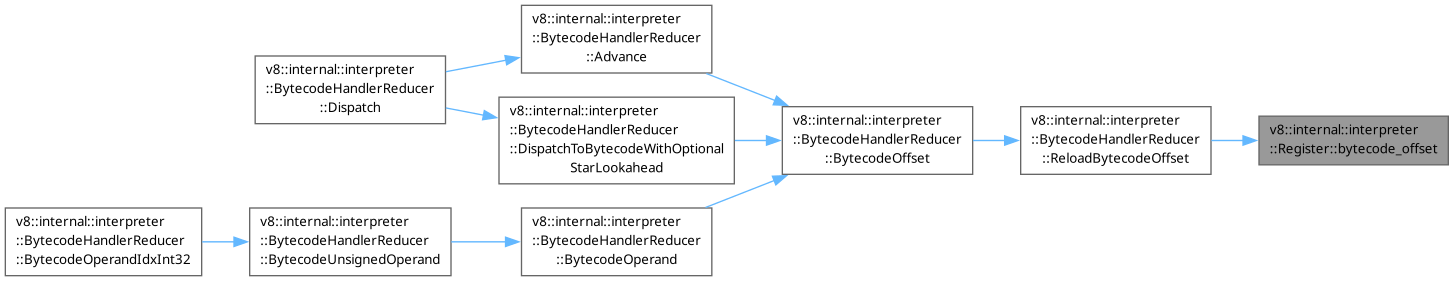 v8::internal::interpreter
::BytecodeHandlerReducer
::Advance
v8::internal::interpreter
::BytecodeHandlerReducer
::Dispatch
v8::internal::interpreter
::BytecodeHandlerReducer
::DispatchToBytecodeWithOptional
StarLookahead
v8::internal::interpreter
::BytecodeHandlerReducer
::BytecodeOffset
v8::internal::interpreter
::BytecodeHandlerReducer
::ReloadBytecodeOffset
v8::internal::interpreter
::Register::bytecode_offset
v8::internal::interpreter
::BytecodeHandlerReducer
::BytecodeOperandIdxInt32
v8::internal::interpreter
::BytecodeHandlerReducer
::BytecodeUnsignedOperand
v8::internal::interpreter
::BytecodeHandlerReducer
::BytecodeOperand